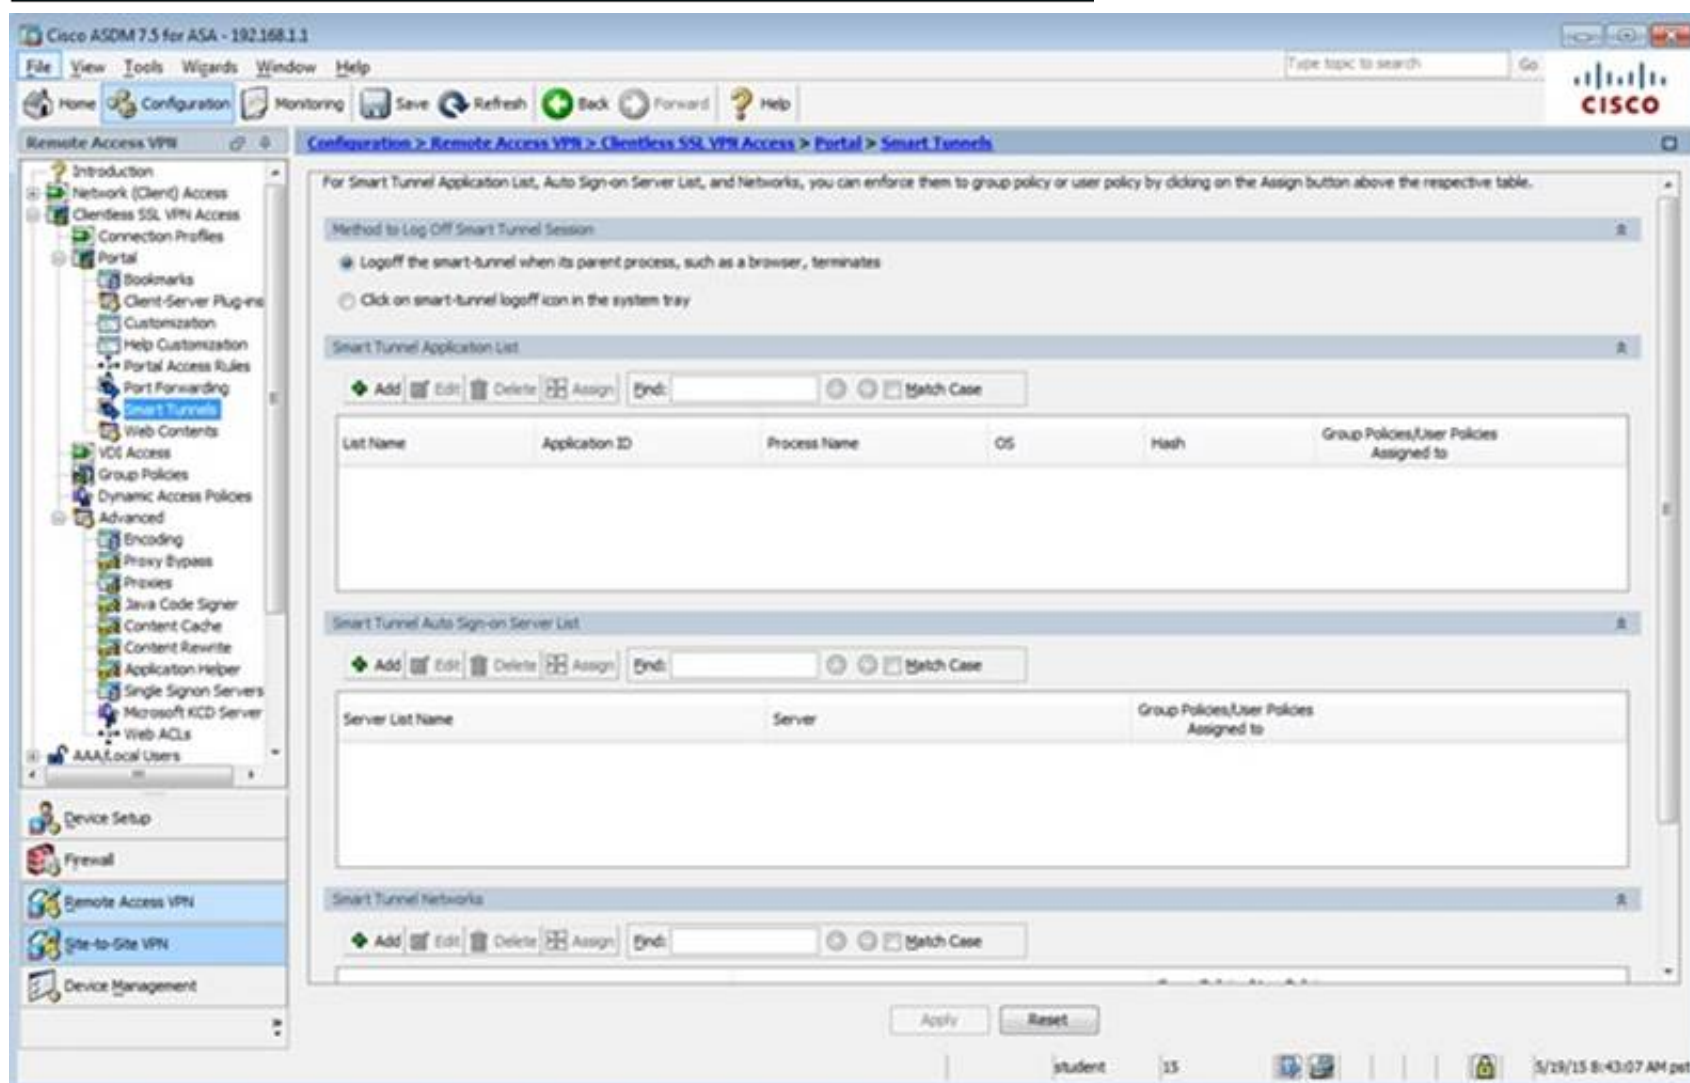 Cisco ASDM 7.5 for ASA - 192.168.1.1
File View Tools Wizards Window Help
Type topic to search Go
Home Configuration Monitoring Save Refresh Back Forward Help
CISCO
Remote Access VPN
Configuration > Remote Access VPN > Clientless SSL VPN Access > Portal > Smart Tunnels
Introduction
Network (Client) Access
Clientless SSL VPN Access
Connection Profiles
Portal
Bookmarks
Client-Server Plug-ins
Customization
Help Customization
Portal Access Rules
Port Forwarding
Smart Tunnels
Web Contents
VDI Access
Group Policies
Dynamic Access Policies
Advanced
Encoding
Proxy Bypass
Proxies
Java Code Signer
Content Cache
Content Rewrite
Application Helper
Single Signon Servers
Microsoft KCD Server
Web ACLs
AAA/Local Users
Device Setup
Firewall
Remote Access VPN
Site-to-Site VPN
Device Management
For Smart Tunnel Application List, Auto Sign-on Server List, and Networks, you can enforce them to group policy or user policy by clicking on the Assign button above the respective table.
Method to Log Off Smart Tunnel Session
Logoff the smart-tunnel when its parent process, such as a browser, terminates
Click on smart-tunnel logoff icon in the system tray
Smart Tunnel Application List
Add Edit Delete Assign Find: Match Case
List Name Application ID Process Name OS Hash Group Policies/User Policies
Assigned to
Smart Tunnel Auto Sign-on Server List
Add Edit Delete Assign Find: Match Case
Server List Name Server Group Policies/User Policies
Assigned to
Smart Tunnel Networks
Add Edit Delete Assign Find: Match Case
Apply Reset
student 15 5/19/15 8:43:07 AM pst